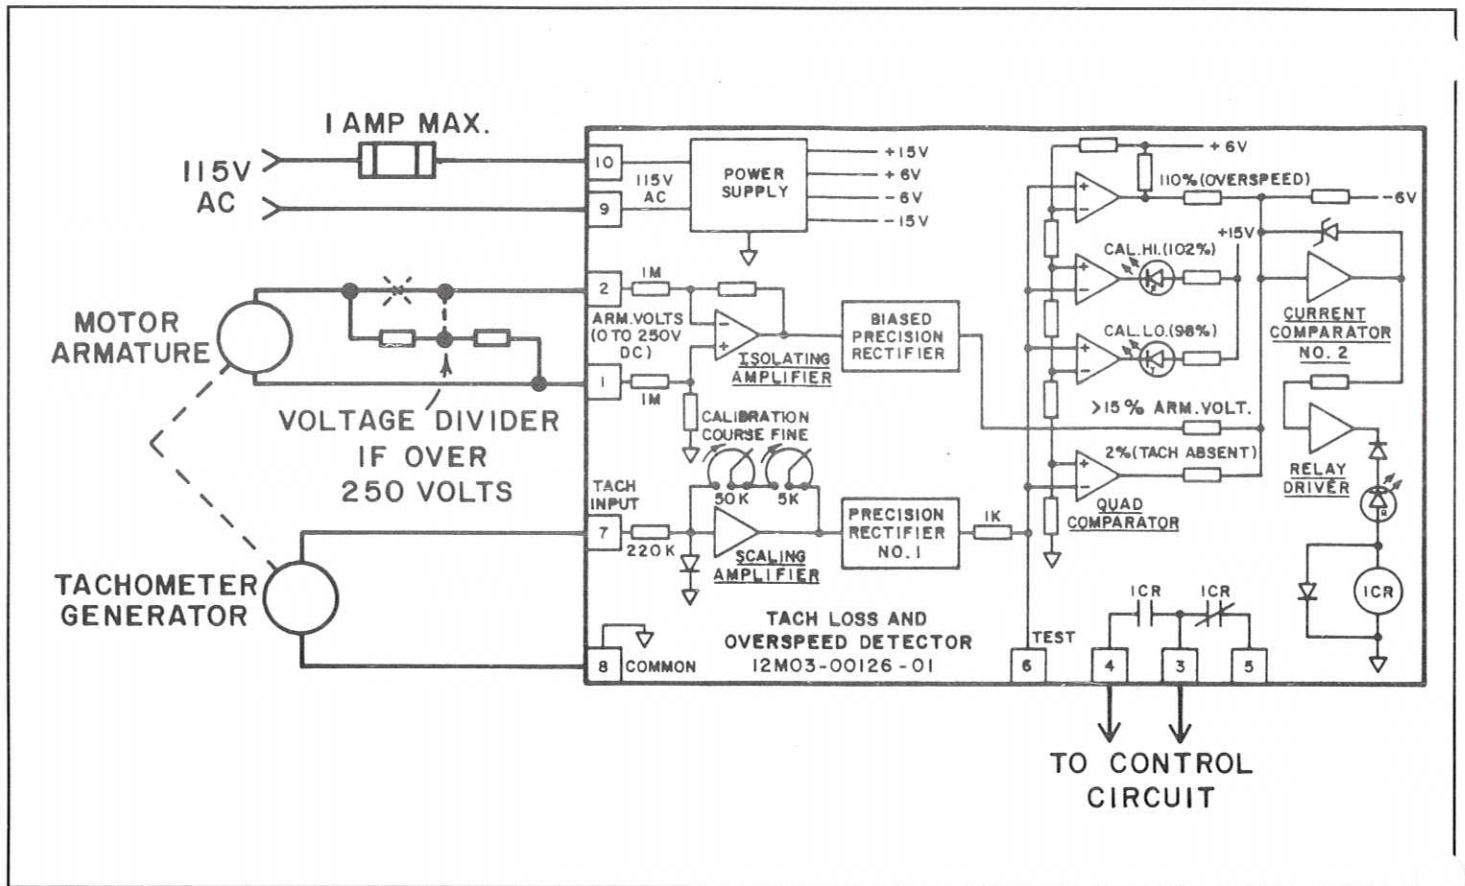 1 AMP MAX.
115V
AC
10
9
115V
AC
POWER
SUPPLY
+15V
+6V
-6V
-15V
+6V
110% (OVERSPEED)
-6V
+
-
+15V
CAL.HI.(102%)
+
-
CAL.LO.(98%)
+
-
CURRENT
COMPARATOR
NO. 2
MOTOR
ARMATURE
2
1M
ARM.VOLTS
(0 TO 250V
DC)
1
1M
-
+
ISOLATING
AMPLIFIER
BIASED
PRECISION
RECTIFIER
>15% ARM.VOLT.
2%(TACH ABSENT)
+
-
QUAD
COMPARATOR
RELAY
DRIVER
R
VOLTAGE DIVIDER
IF OVER
250 VOLTS
CALIBRATION
COURSE FINE
50K
5K
TACH
INPUT
7
220K
SCALING
AMPLIFIER
PRECISION
RECTIFIER
NO. 1
1K
TACHOMETER
GENERATOR
8
COMMON
TACH LOSS AND
OVERSPEED DETECTOR
12M03-00126-01
TEST
6
1CR
1CR
1CR
4
3
5
TO CONTROL
CIRCUIT